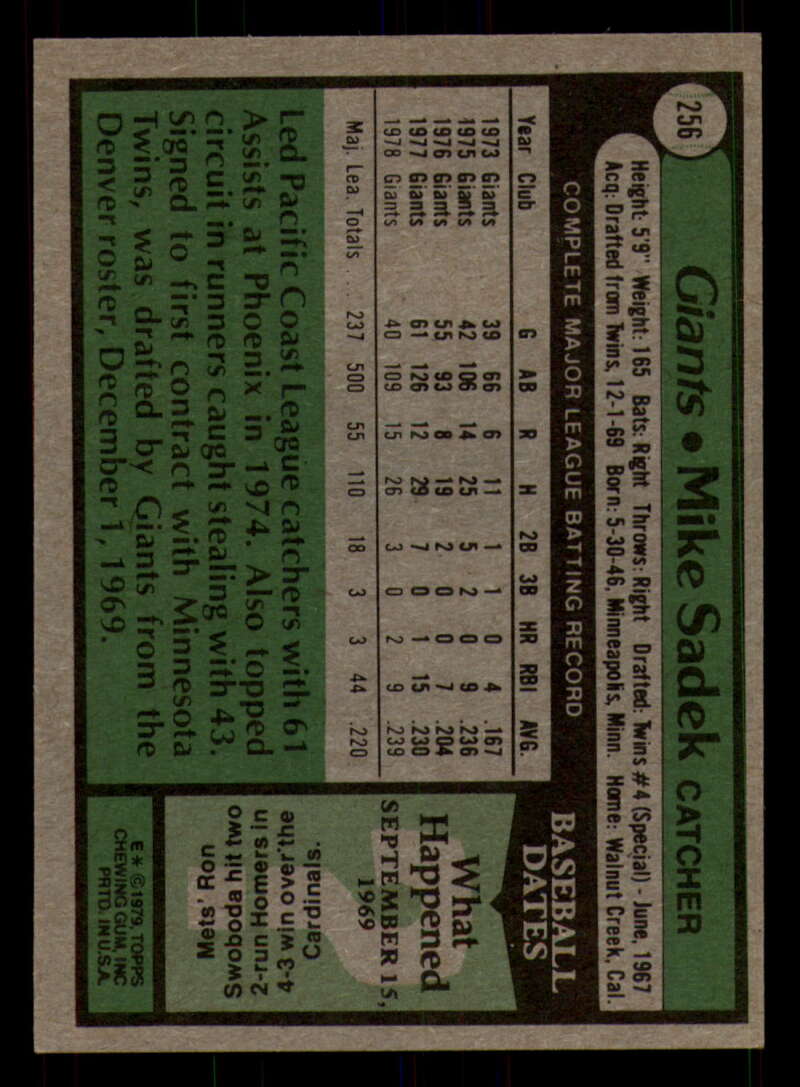 256
Giants • Mike Sadek CATCHER
Height: 5'9" Weight: 165 Bats: Right Throws: Right Drafted: Twins #4 (Special) - June, 1967
Acq: Drafted from Twins, 12-1-69 Born: 5-30-46, Minneapolis, Minn. Home: Walnut Creek, Cal.
COMPLETE MAJOR LEAGUE BATTING RECORD
Year Club G AB R H 2B 3B HR RBI AVG.
1973 Giants 39 66 6 11 1 1 0 4 .167
1975 Giants 42 106 14 25 5 2 0 9 .236
1976 Giants 55 93 8 19 2 0 0 7 .204
1977 Giants 61 126 12 29 7 0 1 15 .230
1978 Giants 40 109 15 26 3 0 2 9 .239
Maj. Lea. Totals .... 237 500 55 110 18 3 3 44 .220
Led Pacific Coast League catchers with 61
Assists at Phoenix in 1974. Also topped
circuit in runners caught stealing with 43.
Signed to first contract with Minnesota
Twins, was drafted by Giants from the
Denver roster, December 1, 1969.
BASEBALL
DATES
What
Happened
SEPTEMBER 15,
1969
Mets' Ron
Swoboda hit two
2-run Homers in
4-3 win over the
Cardinals.
E * © 1979, TOPPS
CHEWING GUM, INC
PRTD. IN U.S.A.